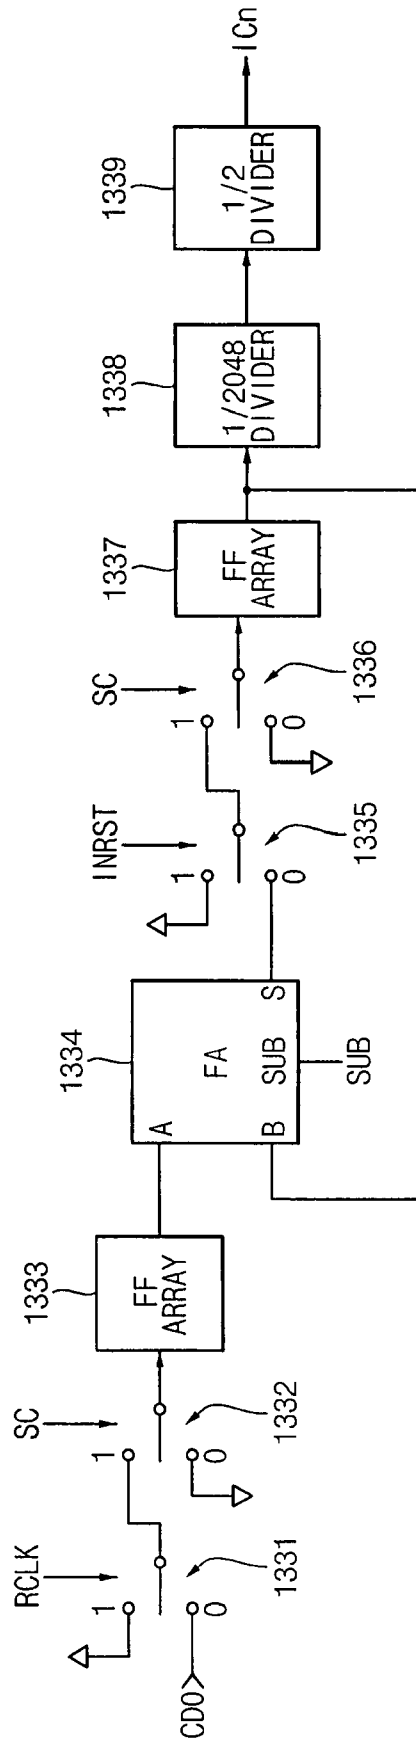 CDO
RCLK
1
0
1331
SC
1
0
1332
1333
FF
ARRAY
1334
A
FA
B
SUB
S
SUB
INRST
1
0
1335
SC
1
0
1336
1337
FF
ARRAY
1338
1/2048
DIVIDER
1339
1/2
DIVIDER
ICn